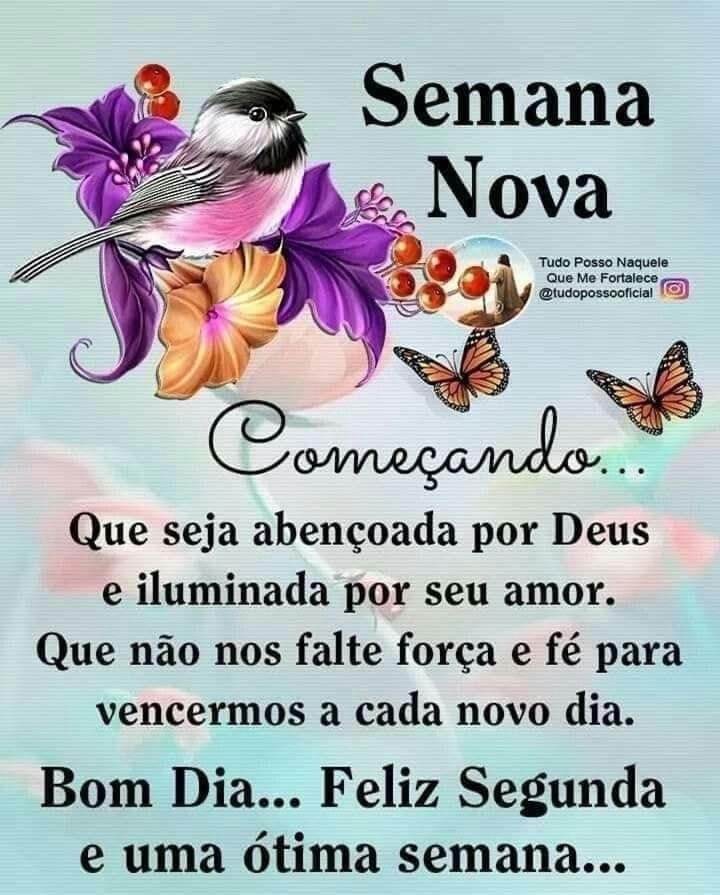 Semana
Nova
Tudo Posso Naquele
Que Me Fortalece
@tudopossooficial
Começando...
Que seja abençoada por Deus
e iluminada por seu amor.
Que não nos falte força e fé para
vencermos a cada novo dia.
Bom Dia... Feliz Segunda
e uma ótima semana...